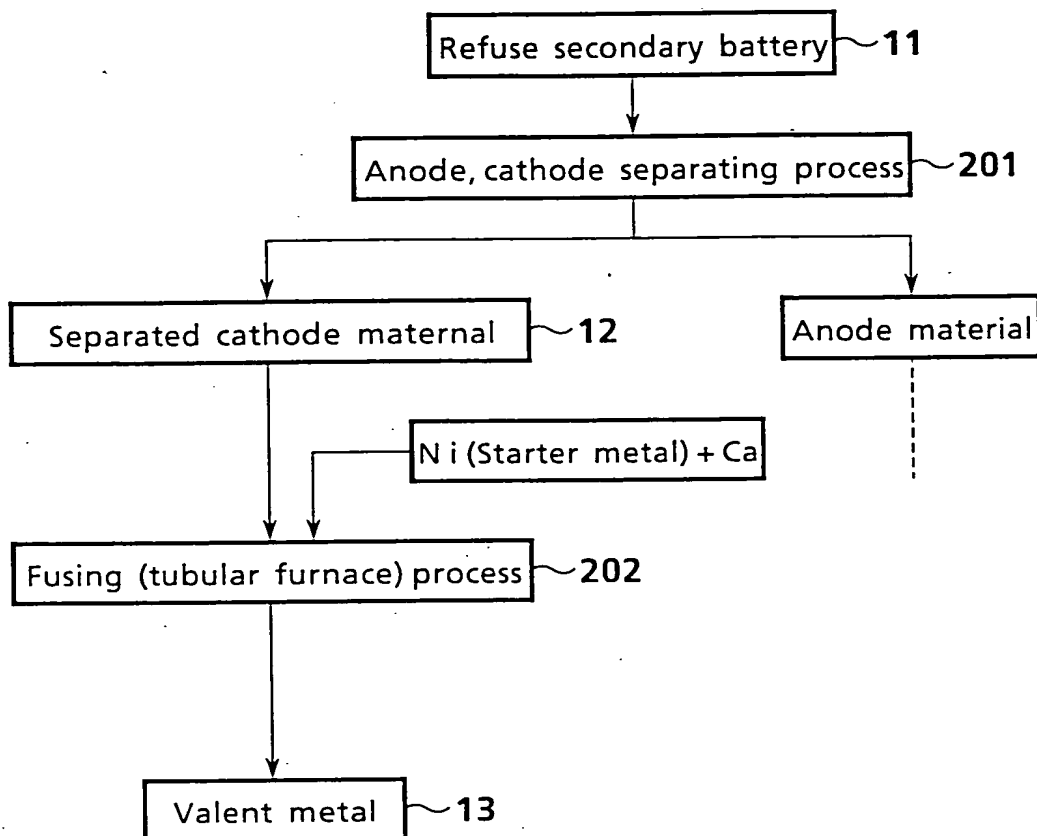 Refuse secondary battery 11
Anode, cathode separating process 201
Separated cathode maternal 12
Anode material
Ni (Starter metal) + Ca
Fusing (tubular furnace) process 202
Valent metal 13